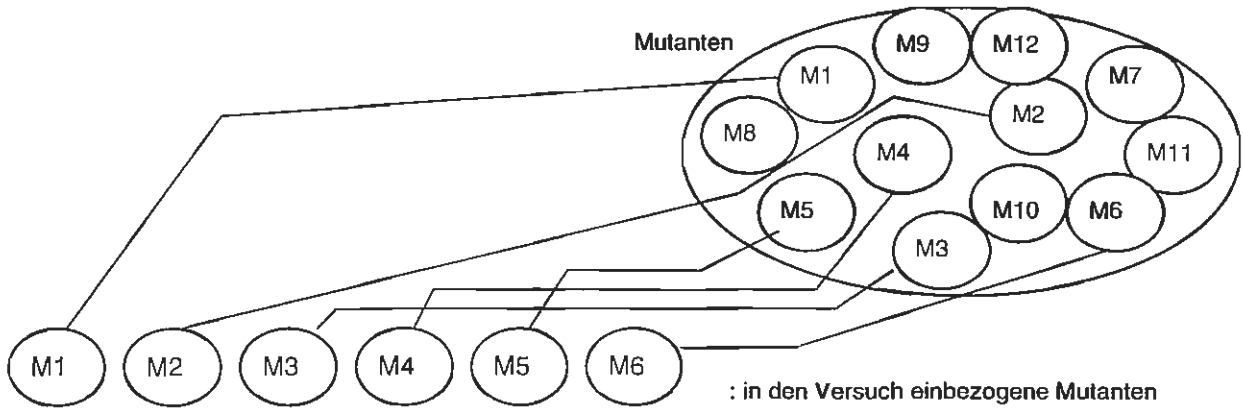 Mutanten
M9
M12
M1
M7
M2
M8
M4
M11
M5
M10
M6
M3
M1
M2
M3
M4
M5
M6
: in den Versuch einbezogene Mutanten